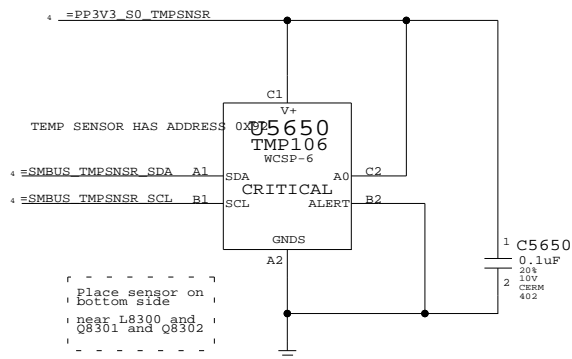 4 =PP3V3_S0_TMPSNSR
C1
V+
TEMP SENSOR HAS ADDRESS 0X92
U5650
TMP106
WCSP-6
4 =SMBUS_TMPSNSR_SDA A1 SDA
A0 C2
CRITICAL
4 =SMBUS_TMPSNSR_SCL B1 SCL
ALERT B2
GNDS
A2
1 C5650
0.1uF
20%
10V
2 CERM
402
Place sensor on
bottom side
near L8300 and
Q8301 and Q8302